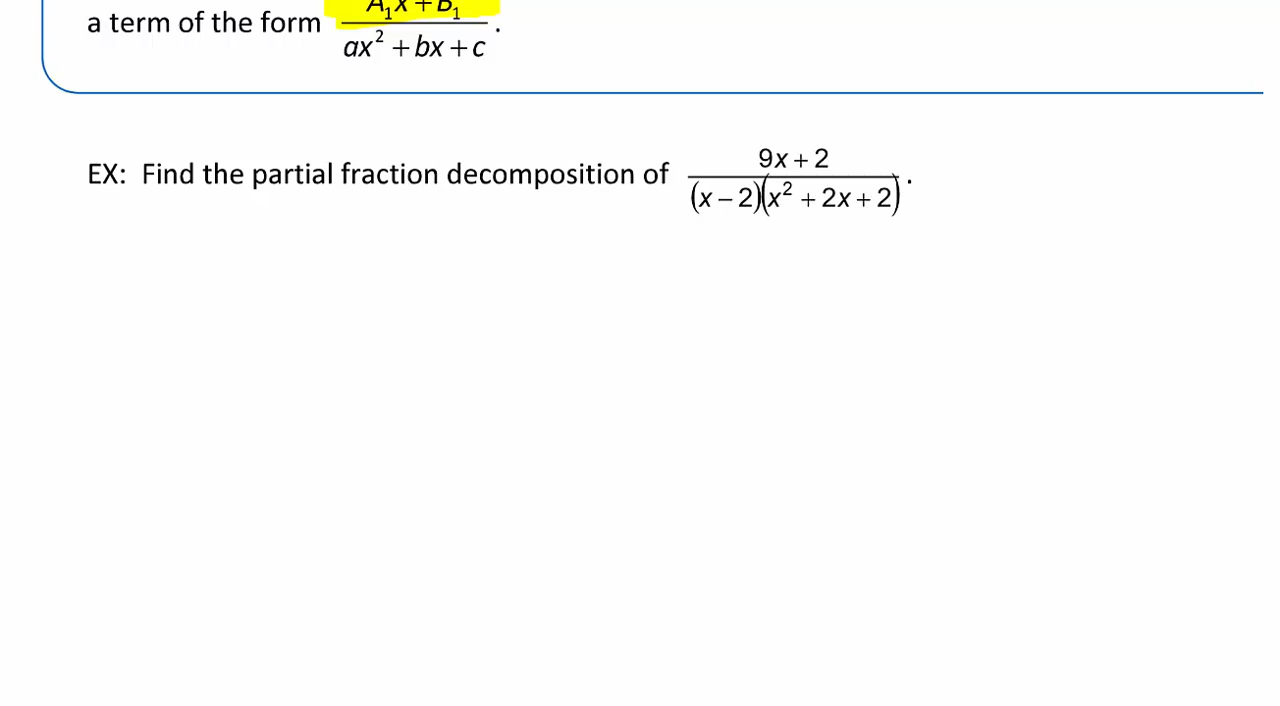 A₁x + B₁
a term of the form ——— .
ax² + bx + c
EX: Find the partial fraction decomposition of (9x + 2) / ((x − 2)(x² + 2x + 2)) .